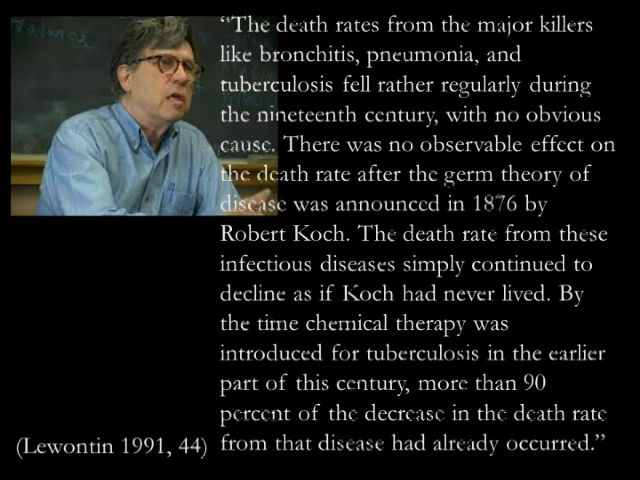 “The death rates from the major killers
like bronchitis, pneumonia, and
tuberculosis fell rather regularly during
the nineteenth century, with no obvious
cause. There was no observable effect on
the death rate after the germ theory of
disease was announced in 1876 by
Robert Koch. The death rate from these
infectious diseases simply continued to
decline as if Koch had never lived. By
the time chemical therapy was
introduced for tuberculosis in the earlier
part of this century, more than 90
percent of the decrease in the death rate
from that disease had already occurred.”
(Lewontin 1991, 44)